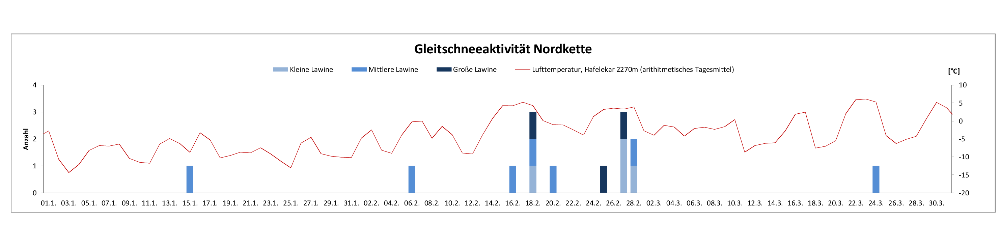 Gleitschneeaktivität Nordkette
Kleine Lawine Mittlere Lawine Große Lawine Lufttemperatur, Hafelekar 2270m (arithitmetisches Tagesmittel)
[°C]
Anzahl
4
3
2
1
0
10
5
0
-5
-10
-15
-20
01.1. 03.1. 05.1. 07.1. 09.1. 11.1. 13.1. 15.1. 17.1. 19.1. 21.1. 23.1. 25.1. 27.1. 29.1. 31.1. 02.2. 04.2. 06.2. 08.2. 10.2. 12.2. 14.2. 16.2. 18.2. 20.2. 22.2. 24.2. 26.2. 28.2. 02.3. 04.3. 06.3. 08.3. 10.3. 12.3. 14.3. 16.3. 18.3. 20.3. 22.3. 24.3. 26.3. 28.3. 30.3.